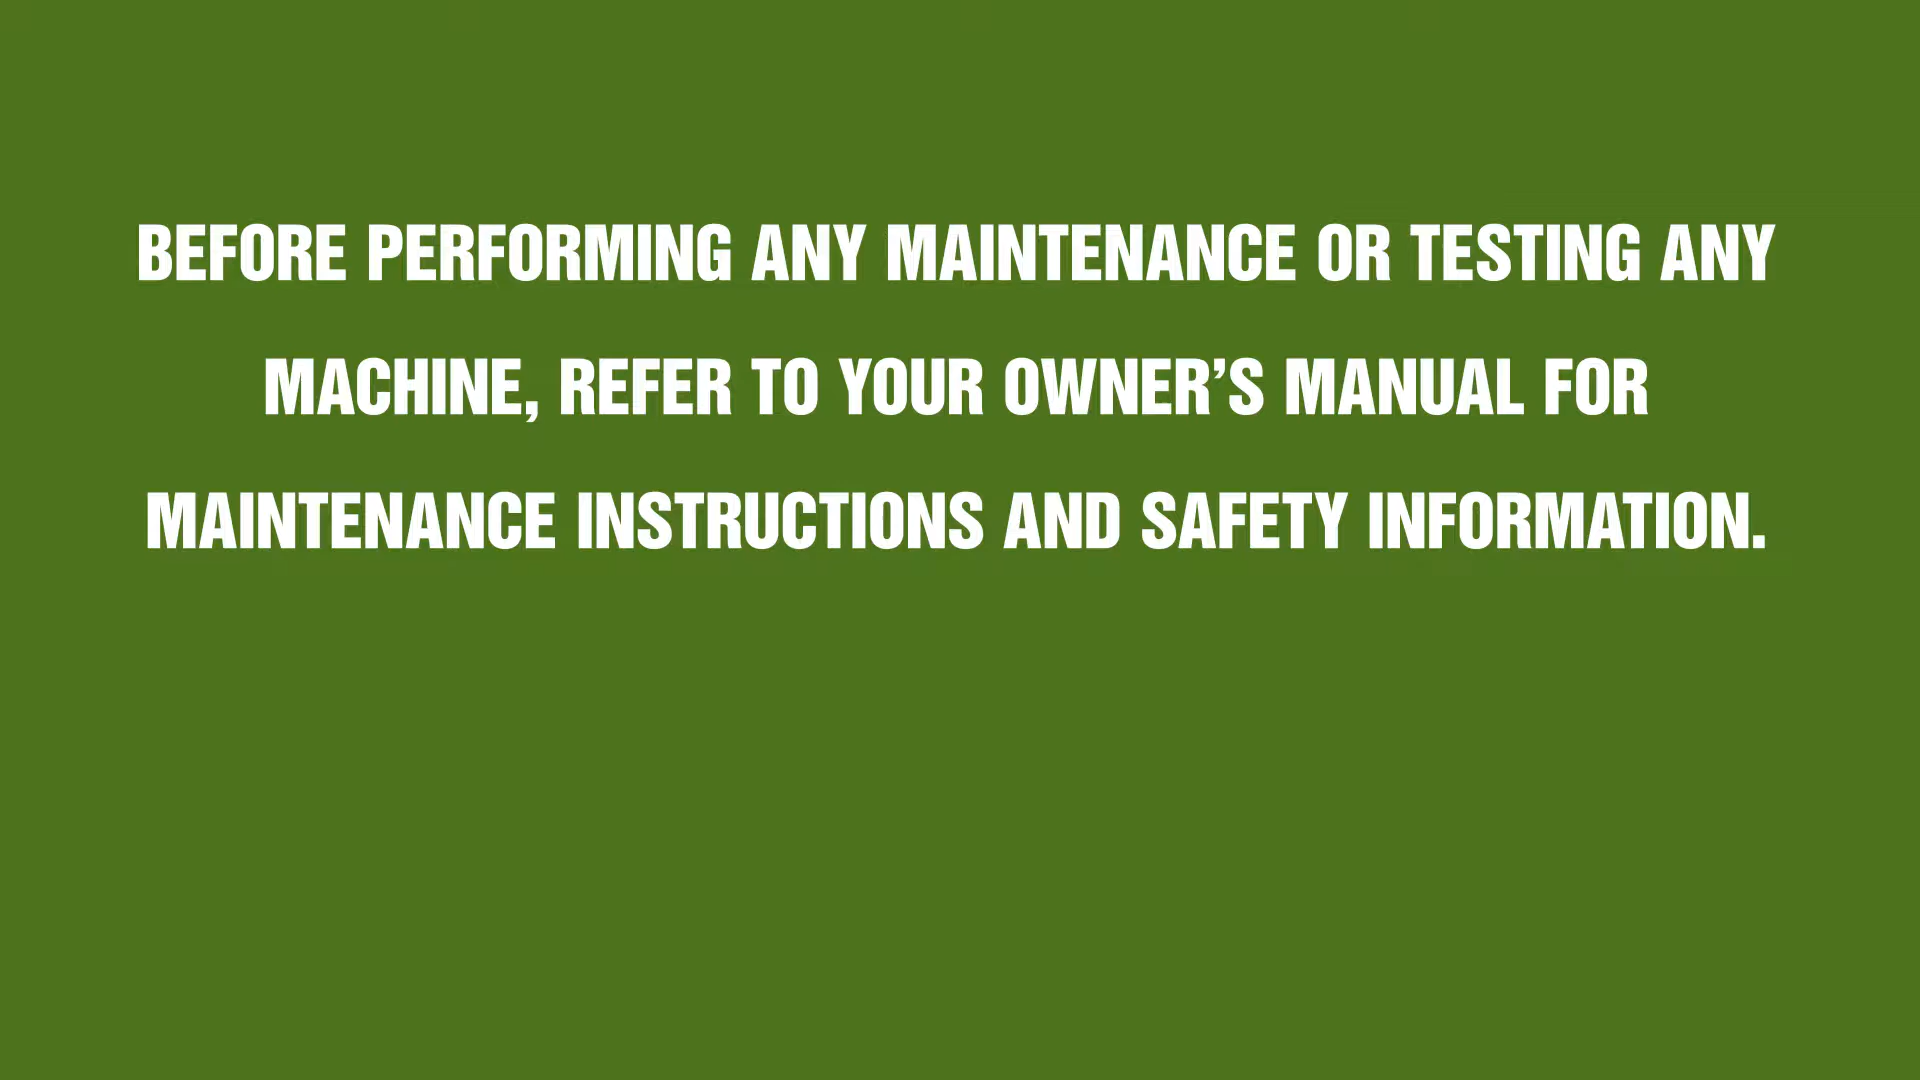 BEFORE PERFORMING ANY MAINTENANCE OR TESTING ANY
MACHINE, REFER TO YOUR OWNER’S MANUAL FOR
MAINTENANCE INSTRUCTIONS AND SAFETY INFORMATION.